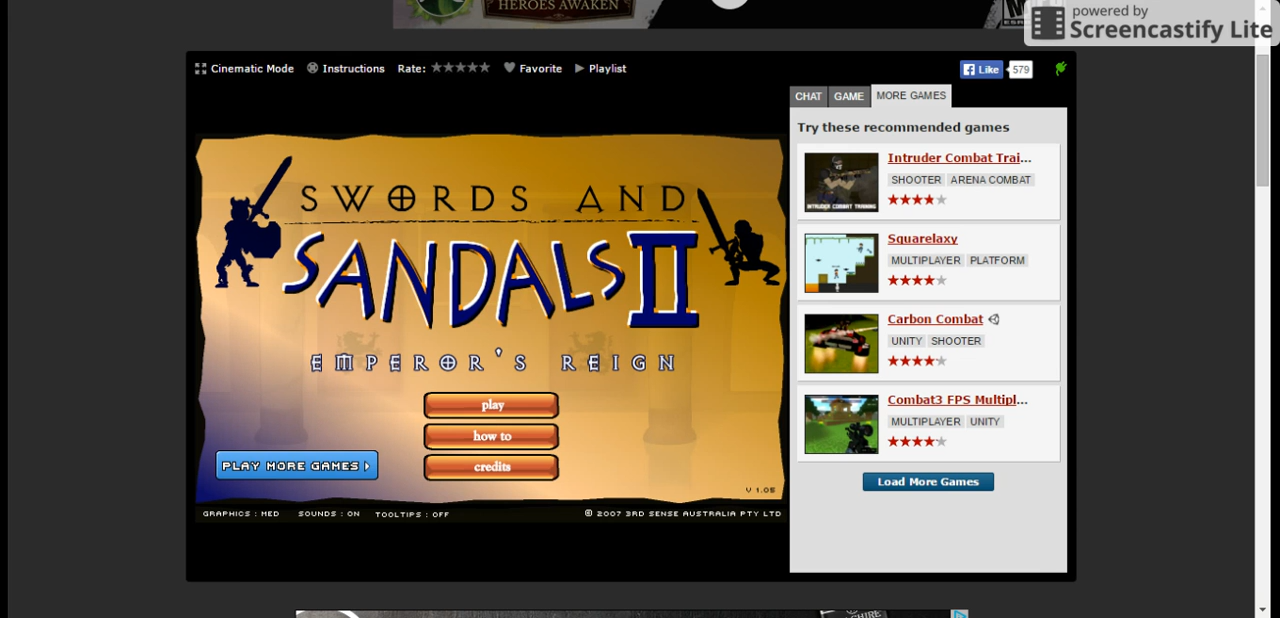 HEROES AWAKEN
powered by
Screencastify Lite
Cinematic Mode Instructions Rate: Favorite Playlist
Like 579
CHAT GAME MORE GAMES
Try these recommended games
Intruder Combat Trai...
SHOOTER ARENA COMBAT
INTRUDER COMBAT TRAINING
Squarelaxy
MULTIPLAYER PLATFORM
Carbon Combat
UNITY SHOOTER
Combat3 FPS Multipl...
MULTIPLAYER UNITY
Load More Games
SWORDS AND
SANDALS II
EMPEROR'S REIGN
play
how to
credits
PLAY MORE GAMES
V 1.05
GRAPHICS : MED SOUNDS : ON TOOLTIPS : OFF
© 2007 3RD SENSE AUSTRALIA PTY LTD